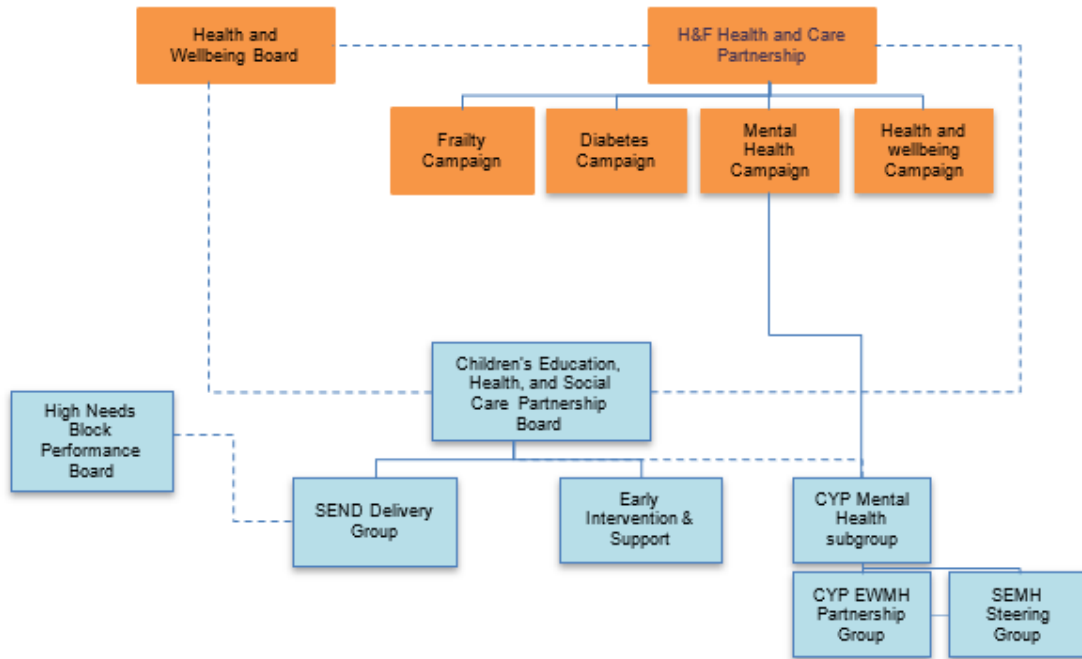 Health and
Wellbeing Board
H&F Health and Care
Partnership
Frailty
Campaign
Diabetes
Campaign
Mental
Health
Campaign
Health and
wellbeing
Campaign
Children's Education,
Health, and Social
Care Partnership
Board
High Needs
Block
Performance
Board
SEND Delivery
Group
Early
Intervention &
Support
CYP Mental
Health
subgroup
CYP EWMH
Partnership
Group
SEMH
Steering
Group